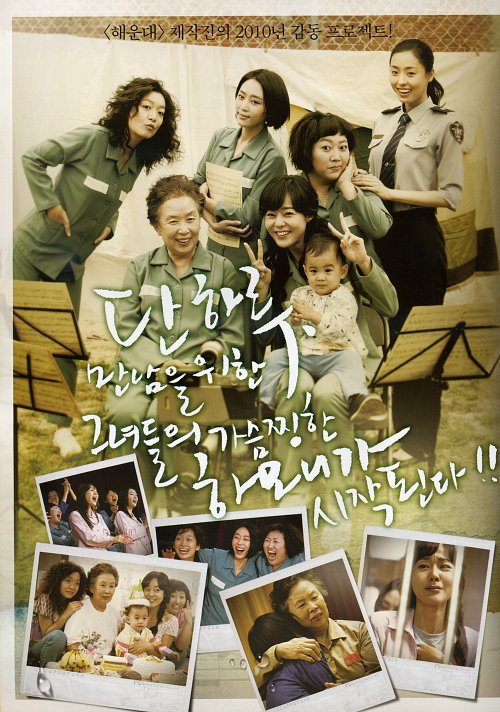 〈해운대〉 제작진의 2010년 감동 프로젝트!
단 하루,
만남을 위한
그녀들의 가슴찡한
하모니가
시작된다!!